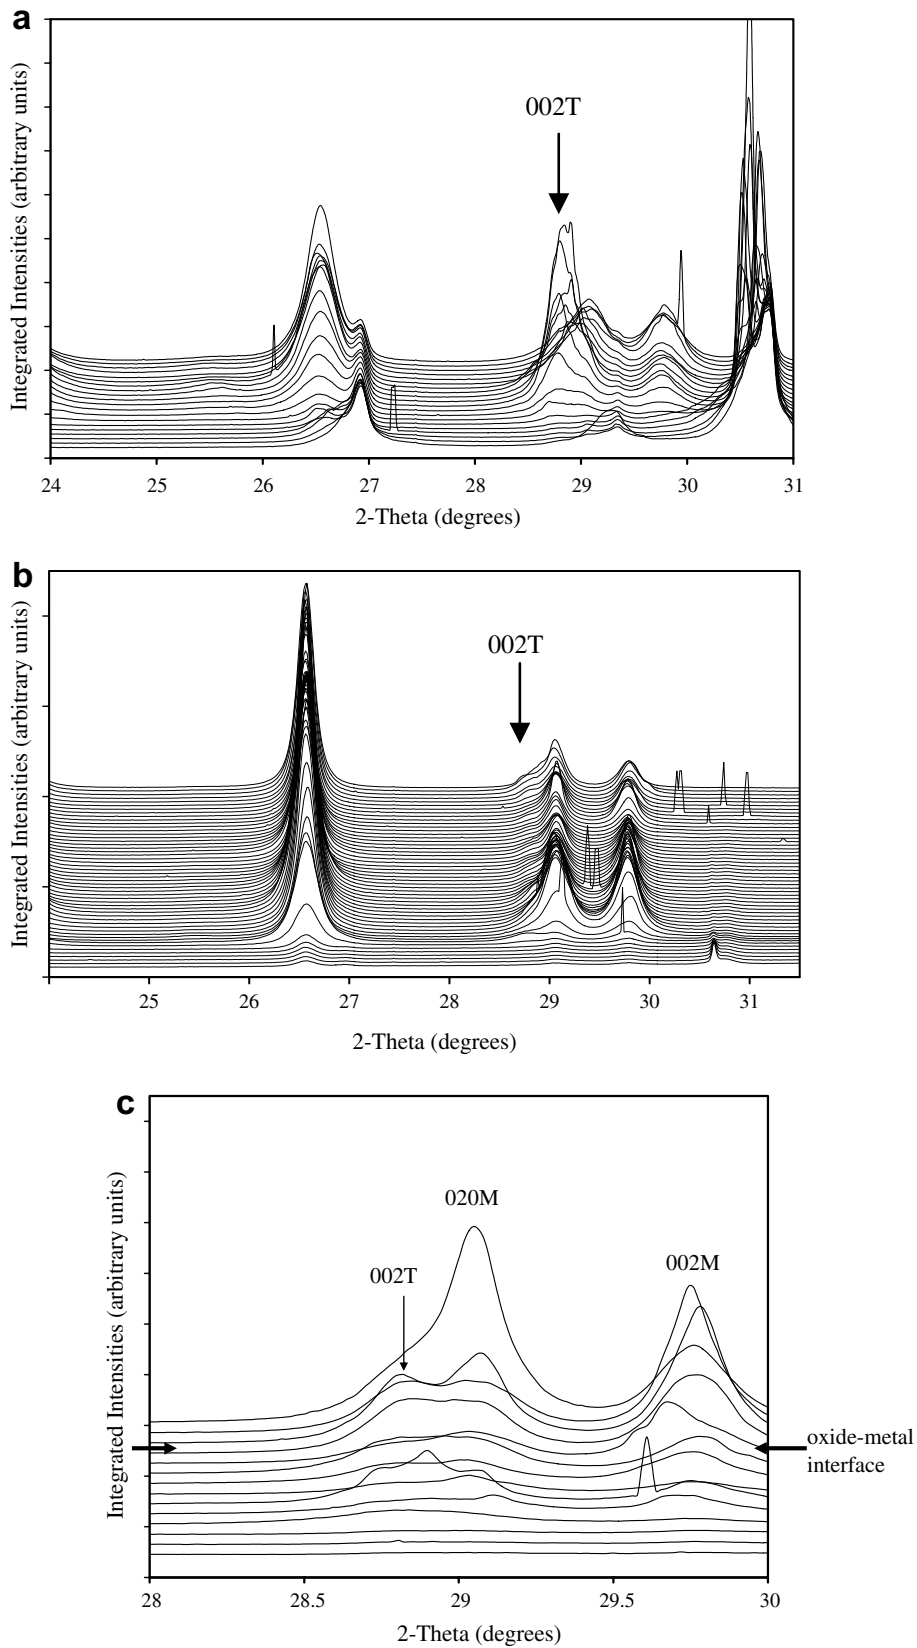 a
Integrated Intensities (arbitrary units)
002T
24 25 26 27 28 29 30 31
2-Theta (degrees)
b
Integrated Intensities (arbitrary units)
002T
25 26 27 28 29 30 31
2-Theta (degrees)
c
Integrated Intensities (arbitrary units)
020M
002T
002M
oxide-metal
interface
28 28.5 29 29.5 30
2-Theta (degrees)